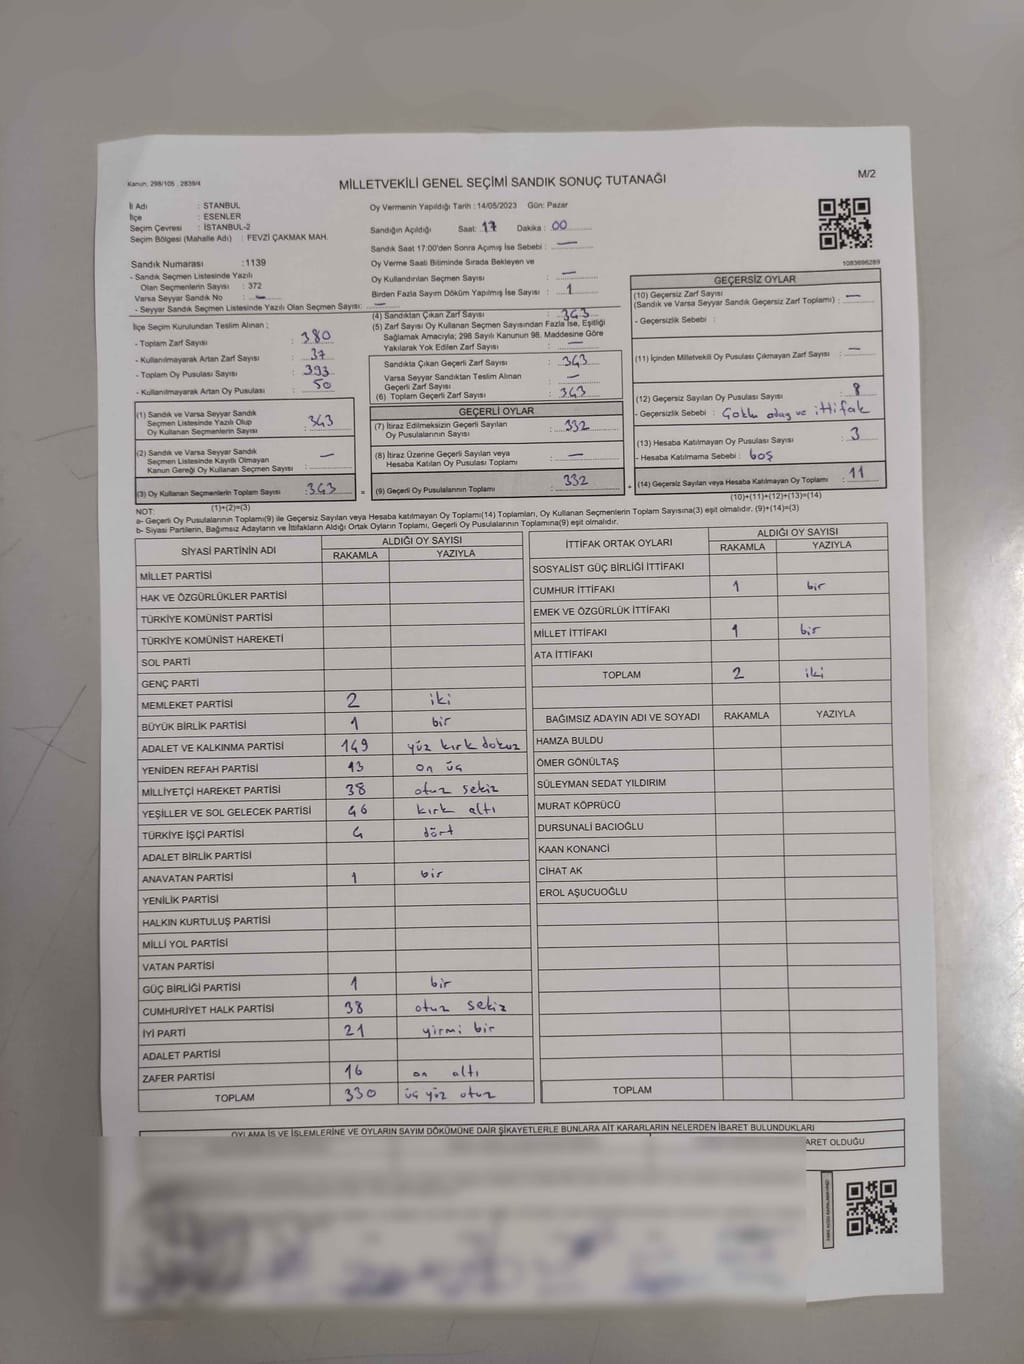 Kanun: 298/105 , 2839/4
MİLLETVEKİLİ GENEL SEÇİMİ SANDIK SONUÇ TUTANAĞI
M/2
İl Adı : STANBUL
İlçe : ESENLER
Seçim Çevresi : İSTANBUL-2
Seçim Bölgesi (Mahalle Adı) : FEVZİ ÇAKMAK MAH.
Sandık Numarası :1139
- Sandık Seçmen Listesinde Yazılı
Olan Seçmenlerin Sayısı : 372
Varsa Seyyar Sandık No : —
- Seyyar Sandık Seçmen Listesinde Yazılı Olan Seçmen Sayısı: —
Oy Vermenin Yapıldığı Tarih : 14/05/2023 Gün: Pazar
Sandığın Açıldığı Saat: 17 Dakika : 00
Sandık Saat 17:00'den Sonra Açımış İse Sebebi : —
Oy Verme Saati Bitiminde Sırada Bekleyen ve
Oy Kullandırılan Seçmen Sayısı : —
Birden Fazla Sayım Döküm Yapılmış İse Sayısı : 1
1083696289
İlçe Seçim Kurulundan Teslim Alınan ;
- Toplam Zarf Sayısı : 380
- Kullanılmayarak Artan Zarf Sayısı : 37
- Toplam Oy Pusulası Sayısı : 393
- Kullanılmayarak Artan Oy Pusulası : 50
(1) Sandık ve Varsa Seyyar Sandık
Seçmen Listesinde Yazılı Olup
Oy Kullanan Seçmenlerin Sayısı : 343
(2) Sandık ve Varsa Seyyar Sandık
Seçmen Listesinde Kayıtlı Olmayan
Kanun Gereği Oy Kullanan Seçmen Sayısı : —
(3) Oy Kullanan Seçmenlerin Toplam Sayısı :343
(1)+(2)=(3)
(4) Sandıktan Çıkan Zarf Sayısı : 343
(5) Zarf Sayısı Oy Kullanan Seçmen Sayısından Fazla İse, Eşitliği
Sağlamak Amacıyla; 298 Sayılı Kanunun 98. Maddesine Göre
Yakılarak Yok Edilen Zarf Sayısı : —
Sandıkta Çıkan Geçerli Zarf Sayısı : 343
Varsa Seyyar Sandıktan Teslim Alınan
Geçerli Zarf Sayısı : —
(6) Toplam Geçerli Zarf Sayısı : 343
GEÇERLİ OYLAR
(7) İtiraz Edilmeksizin Geçerli Sayılan
Oy Pusulalarının Sayısı : 332
(8) İtiraz Üzerine Geçerli Sayılan veya
Hesaba Katılan Oy Pusulası Toplamı : —
= (9) Geçerli Oy Pusulalarının Toplamı : 332
GEÇERSİZ OYLAR
(10) Geçersiz Zarf Sayısı
(Sandık ve Varsa Seyyar Sandık Geçersiz Zarf Toplamı) : —
- Geçersizlik Sebebi :
(11) İçinden Milletvekili Oy Pusulası Çıkmayan Zarf Sayısı : —
(12) Geçersiz Sayılan Oy Pusulası Sayısı : 8
- Geçersizlik Sebebi : Çoklu aday ve ittifak
(13) Hesaba Katılmayan Oy Pusulası Sayısı : 3
- Hesaba Katılmama Sebebi : boş
+ (14) Geçersiz Sayılan veya Hesaba Katılmayan Oy Toplamı : 11
(10)+(11)+(12)+(13)=(14)
NOT:
a- Geçerli Oy Pusulalarının Toplamı(9) ile Geçersiz Sayılan veya Hesaba katılmayan Oy Toplamı(14) Toplamları, Oy Kullanan Seçmenlerin Toplam Sayısına(3) eşit olmalıdır. (9)+(14)=(3)
b- Siyasi Partilerin, Bağımsız Adayların ve İttifakların Aldığı Ortak Oyların Toplamı, Geçerli Oy Pusulalarının Toplamına(9) eşit olmalıdır.
SİYASİ PARTİNİN ADI ALDIĞI OY SAYISI
RAKAMLA YAZIYLA
MİLLET PARTİSİ
HAK VE ÖZGÜRLÜKLER PARTİSİ
TÜRKİYE KOMÜNİST PARTİSİ
TÜRKİYE KOMÜNİST HAREKETİ
SOL PARTİ
GENÇ PARTİ
MEMLEKET PARTİSİ 2 iki
BÜYÜK BİRLİK PARTİSİ 1 bir
ADALET VE KALKINMA PARTİSİ 149 yüz kırk dokuz
YENİDEN REFAH PARTİSİ 13 on üç
MİLLİYETÇİ HAREKET PARTİSİ 38 otuz sekiz
YEŞİLLER VE SOL GELECEK PARTİSİ 46 kırk altı
TÜRKİYE İŞÇİ PARTİSİ 4 dört
ADALET BİRLİK PARTİSİ
ANAVATAN PARTİSİ 1 bir
YENİLİK PARTİSİ
HALKIN KURTULUŞ PARTİSİ
MİLLİ YOL PARTİSİ
VATAN PARTİSİ
GÜÇ BİRLİĞİ PARTİSİ 1 bir
CUMHURİYET HALK PARTİSİ 38 otuz sekiz
İYİ PARTİ 21 yirmi bir
ADALET PARTİSİ
ZAFER PARTİSİ 16 on altı
TOPLAM 330 üç yüz otuz
İTTİFAK ORTAK OYLARI ALDIĞI OY SAYISI
RAKAMLA YAZIYLA
SOSYALİST GÜÇ BİRLİĞİ İTTİFAKI
CUMHUR İTTİFAKI 1 bir
EMEK VE ÖZGÜRLÜK İTTİFAKI
MİLLET İTTİFAKI 1 bir
ATA İTTİFAKI
TOPLAM 2 iki
BAĞIMSIZ ADAYIN ADI VE SOYADI RAKAMLA YAZIYLA
HAMZA BULDU
ÖMER GÖNÜLTAŞ
SÜLEYMAN SEDAT YILDIRIM
MURAT KÖPRÜCÜ
DURSUNALİ BACIOĞLU
KAAN KONANCİ
CİHAT AK
EROL AŞUCUOĞLU
TOPLAM
OYLAMA İŞ VE İŞLEMLERİNE VE OYLARIN SAYIM DÖKÜMÜNE DAİR ŞİKAYETLERLE BUNLARA AİT KARARLARIN NELERDEN İBARET BULUNDUKLARI
ARET OLDUĞU